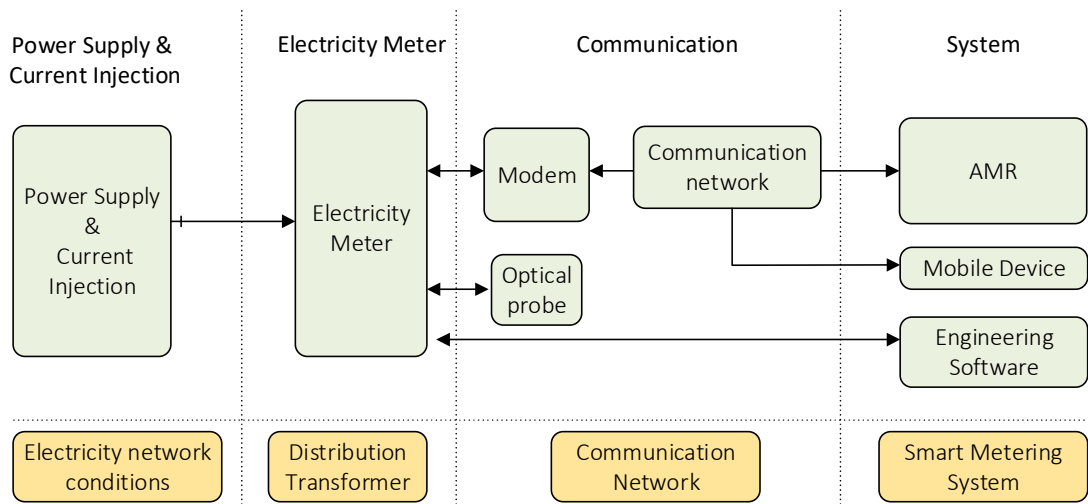 Power Supply &
Current Injection
Electricity Meter
Communication
System
Power Supply
&
Current
Injection
Electricity
Meter
Modem
Communication
network
AMR
Optical
probe
Mobile Device
Engineering
Software
Electricity network
conditions
Distribution
Transformer
Communication
Network
Smart Metering
System